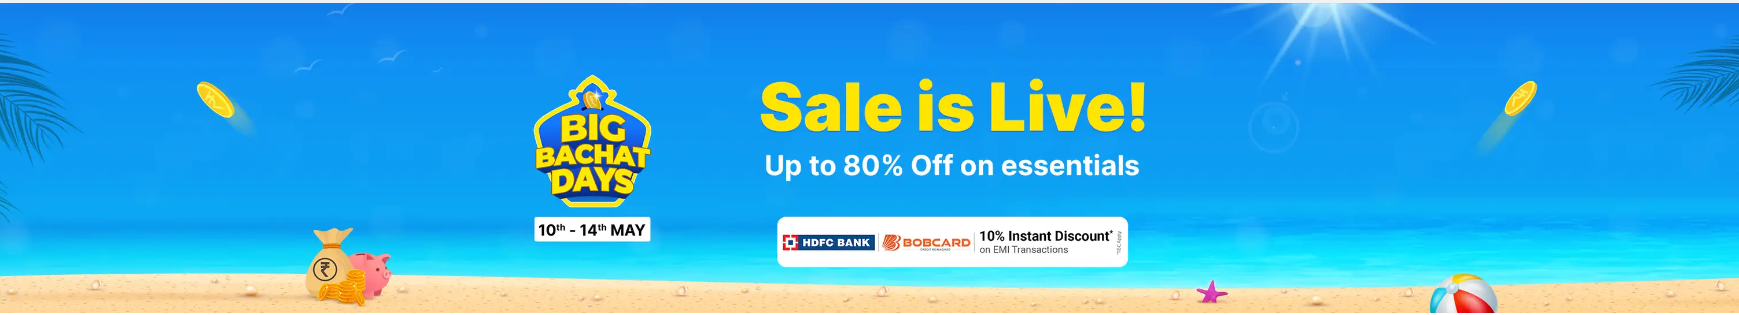 BIG
BACHAT
DAYS
10th - 14th MAY
Sale is Live!
Up to 80% Off on essentials
HDFC BANK
BOBCARD
10% Instant Discount*
on EMI Transactions